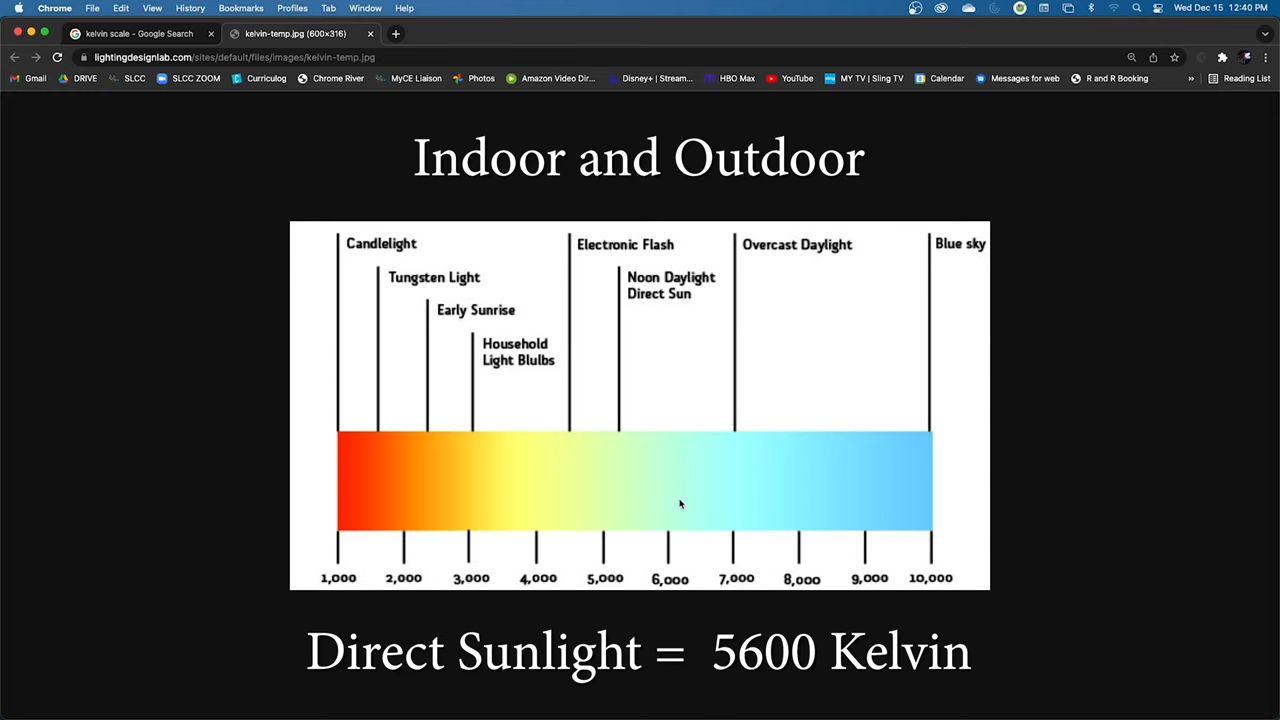 Chrome File Edit View History Bookmarks Profiles Tab Window Help Wed Dec 15 12:40 PM
kelvin scale - Google Search kelvin-temp.jpg (600×316)
lightingdesignlab.com/sites/default/files/images/kelvin-temp.jpg
Gmail DRIVE SLCC SLCC ZOOM Curriculog Chrome River MyCE Liaison Photos Amazon Video Dir... Disney+ | Stream... HBO Max YouTube MY TV | Sling TV Calendar Messages for web R and R Booking » Reading List
Indoor and Outdoor
Candlelight Electronic Flash Overcast Daylight Blue sky
Tungsten Light Noon Daylight
Direct Sun
Early Sunrise
Household
Light Blulbs
1,000 2,000 3,000 4,000 5,000 6,000 7,000 8,000 9,000 10,000
Direct Sunlight = 5600 Kelvin